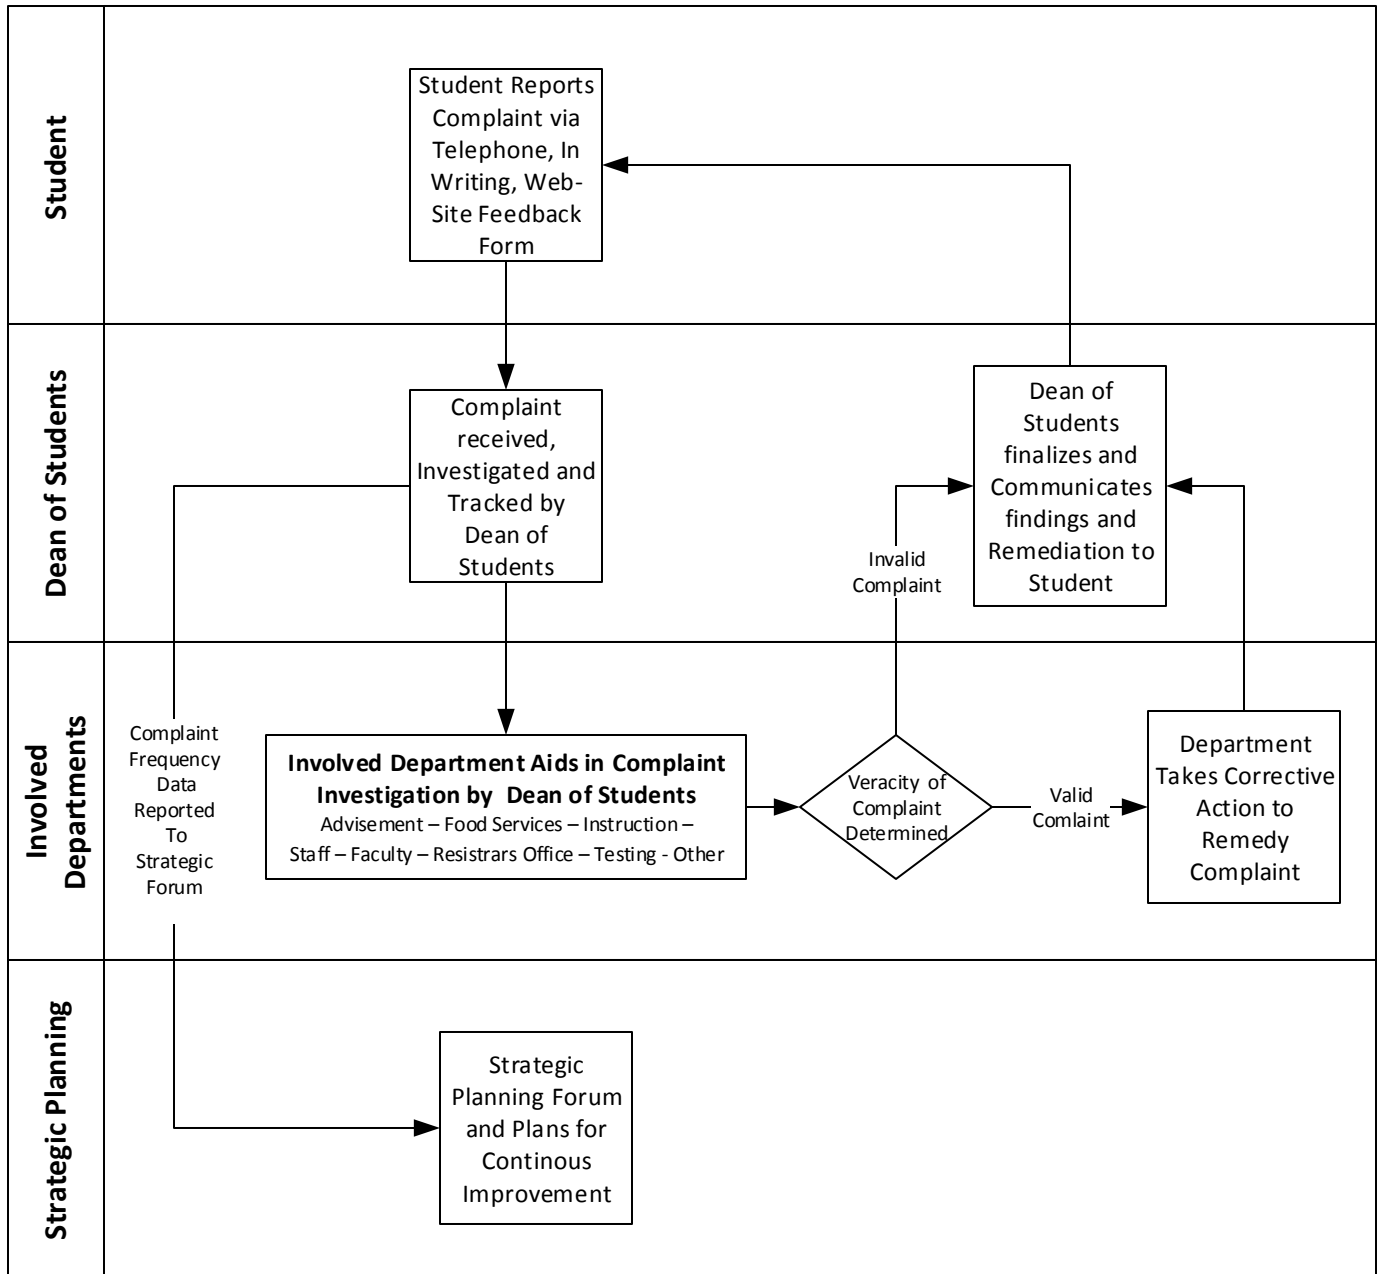 Student
Student Reports
Complaint via
Telephone, In
Writing, Web-
Site Feedback
Form
Dean of Students
Complaint
received,
Investigated and
Tracked by
Dean of
Students
Dean of
Students
finalizes and
Communicates
findings and
Remediation to
Student
Invalid
Complaint
Involved
Departments
Complaint
Frequency
Data
Reported
To
Strategic
Forum
Involved Department Aids in Complaint
Investigation by  Dean of Students
Advisement – Food Services – Instruction –
Staff – Faculty – Resistrars Office – Testing - Other
Veracity of
Complaint
Determined
Valid
Comlaint
Department
Takes Corrective
Action to
Remedy
Complaint
Strategic Planning
Strategic
Planning Forum
and Plans for
Continous
Improvement